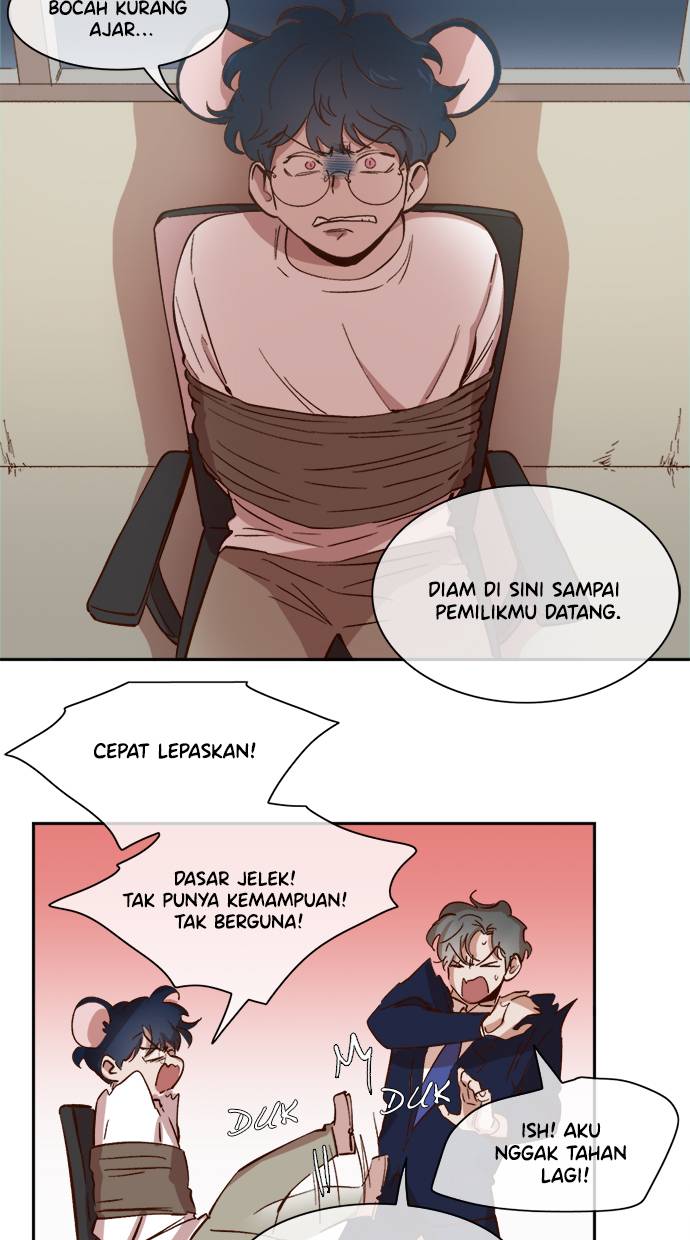 BOCAH KURANG
AJAR...
DIAM DI SINI SAMPAI
PEMILIKMU DATANG.
CEPAT LEPASKAN!
DASAR JELEK!
TAK PUNYA KEMAMPUAN!
TAK BERGUNA!
DUK
DUK
ISH! AKU
NGGAK TAHAN
LAGI!